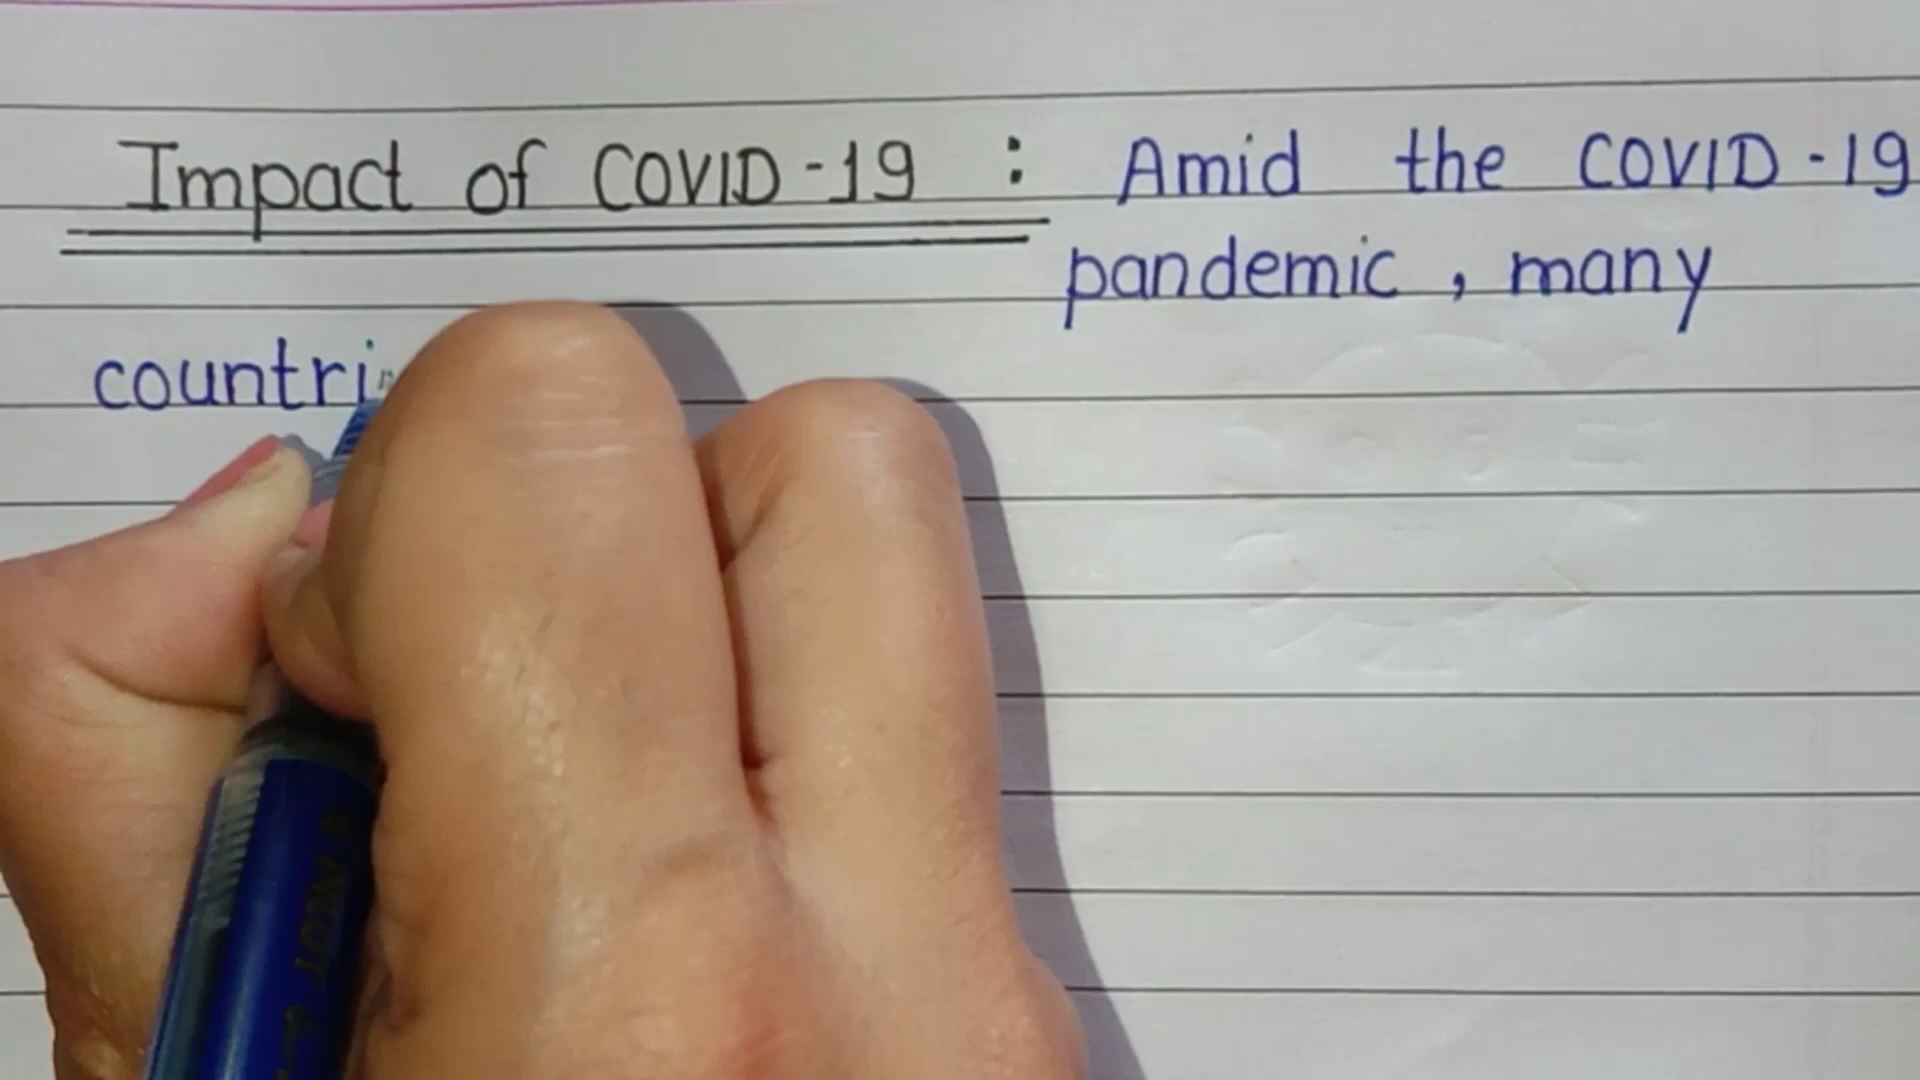 Impact of COVID-19 : Amid the COVID-19
pandemic, many
countri